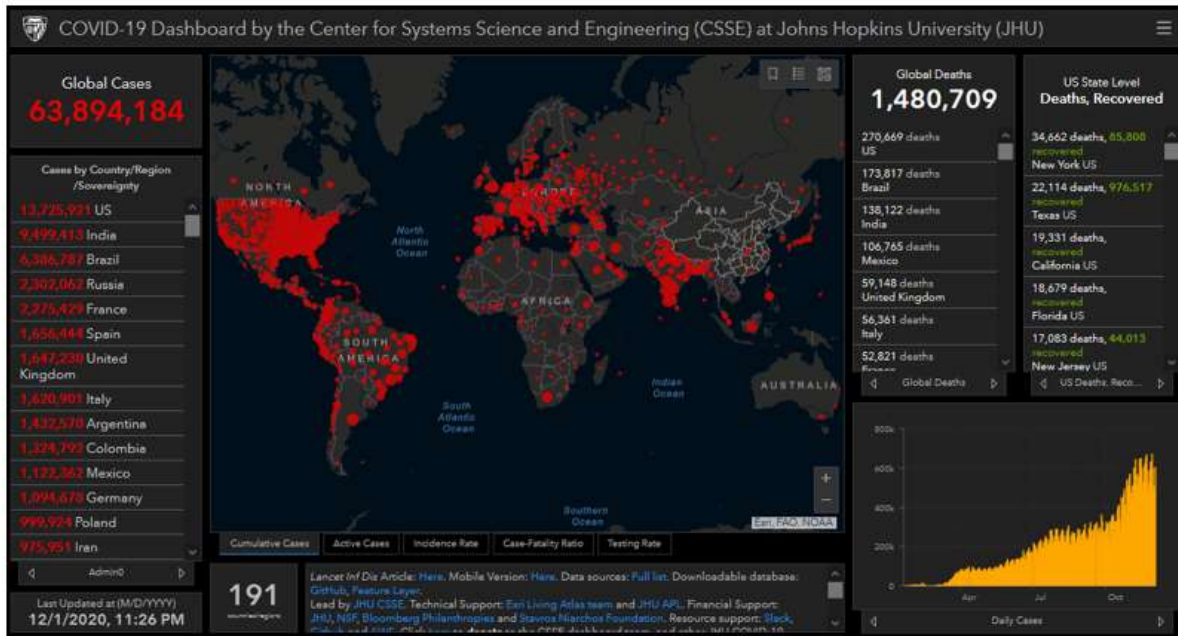 COVID-19 Dashboard by the Center for Systems Science and Engineering (CSSE) at Johns Hopkins University (JHU)
Global Cases
63,894,184
Cases by Country/Region
/Sovereignty
13,725,921 US
9,499,413 India
6,386,787 Brazil
2,302,062 Russia
2,275,429 France
1,656,444 Spain
1,647,230 United
Kingdom
1,620,901 Italy
1,432,570 Argentina
1,324,792 Colombia
1,122,362 Mexico
1,094,678 Germany
999,924 Poland
975,951 Iran
Admin0
Last Updated at (M/D/YYYY)
12/1/2020, 11:26 PM
NORTH
AMERICA
North
Atlantic
Ocean
EUROPE
ASIA
AFRICA
SOUTH
AMERICA
Indian
Ocean
AUSTRALIA
South
Atlantic
Ocean
Southern
Ocean
+
−
Esri, FAO, NOAA
Cumulative Cases
Active Cases
Incidence Rate
Case-Fatality Ratio
Testing Rate
191
countries/regions
Lancet Inf Dis Article: Here. Mobile Version: Here. Data sources: Full list. Downloadable database:
GitHub, Feature Layer.
Lead by JHU CSSE. Technical Support: Esri Living Atlas team and JHU APL. Financial Support:
JHU, NSF, Bloomberg Philanthropies and Stavros Niarchos Foundation. Resource support: Slack,
Global Deaths
1,480,709
270,669 deaths
US
173,817 deaths
Brazil
138,122 deaths
India
106,765 deaths
Mexico
59,148 deaths
United Kingdom
56,361 deaths
Italy
52,821 deaths
France
Global Deaths
US State Level
Deaths, Recovered
34,662 deaths, 85,808
recovered
New York US
22,114 deaths, 976,517
recovered
Texas US
19,331 deaths,
recovered
California US
18,679 deaths,
recovered
Florida US
17,083 deaths, 44,013
recovered
New Jersey US
US Deaths, Reco...
800k
600k
400k
200k
0
Apr
Jul
Oct
Daily Cases